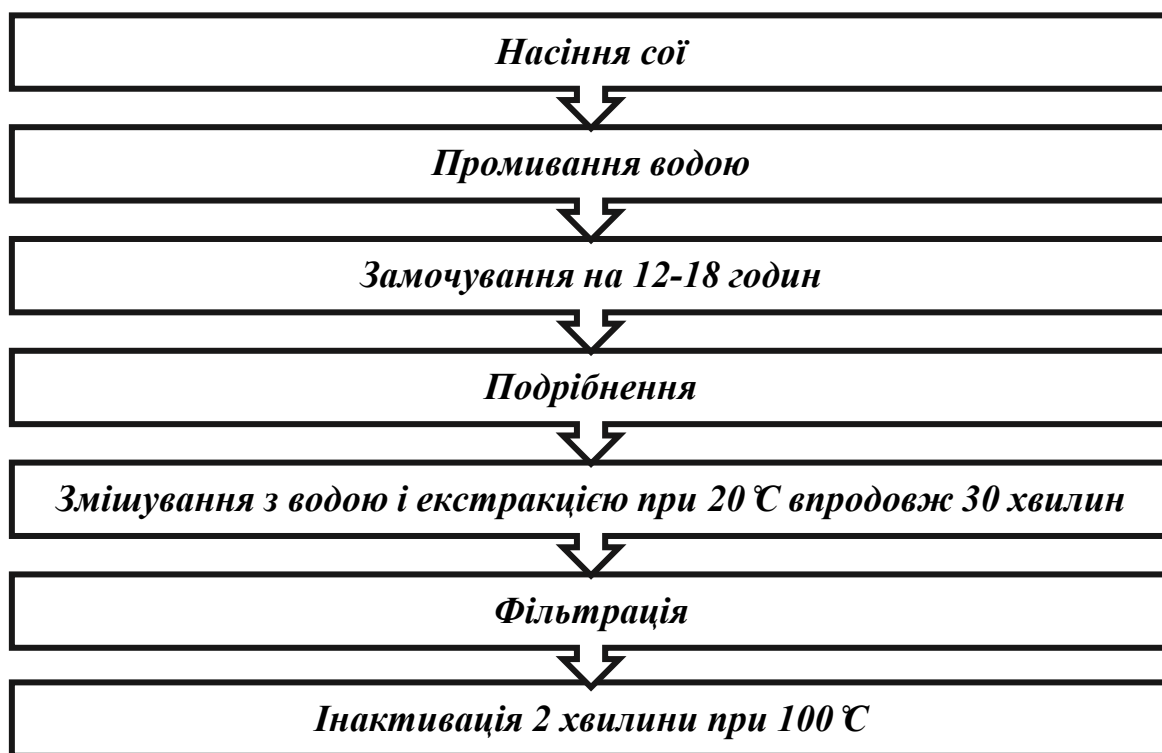 Насіння сої
Промивання водою
Замочування на 12-18 годин
Подрібнення
Змішування з водою і екстракцією при 20℃ впродовж 30 хвилин
Фільтрація
Інактивація 2 хвилини при 100℃